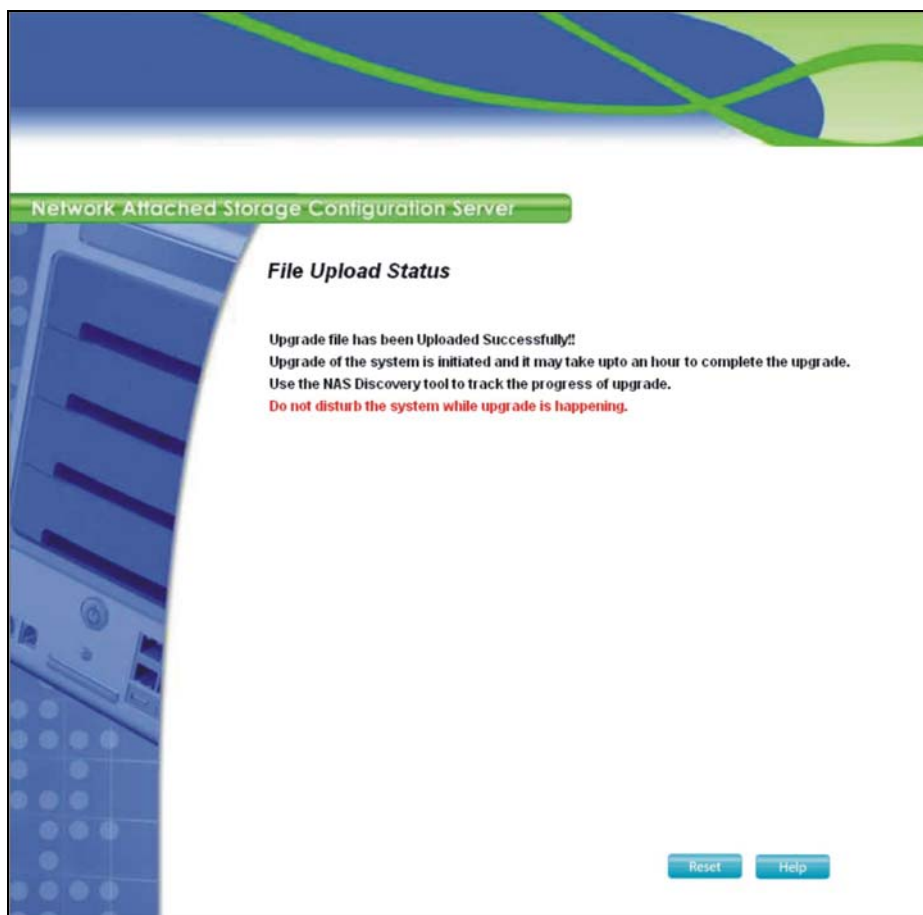 Network Attached Storage Configuration Server
File Upload Status
Upgrade file has been Uploaded Successfully!!
Upgrade of the system is initiated and it may take upto an hour to complete the upgrade.
Use the NAS Discovery tool to track the progress of upgrade.
Do not disturb the system while upgrade is happening.
Reset Help